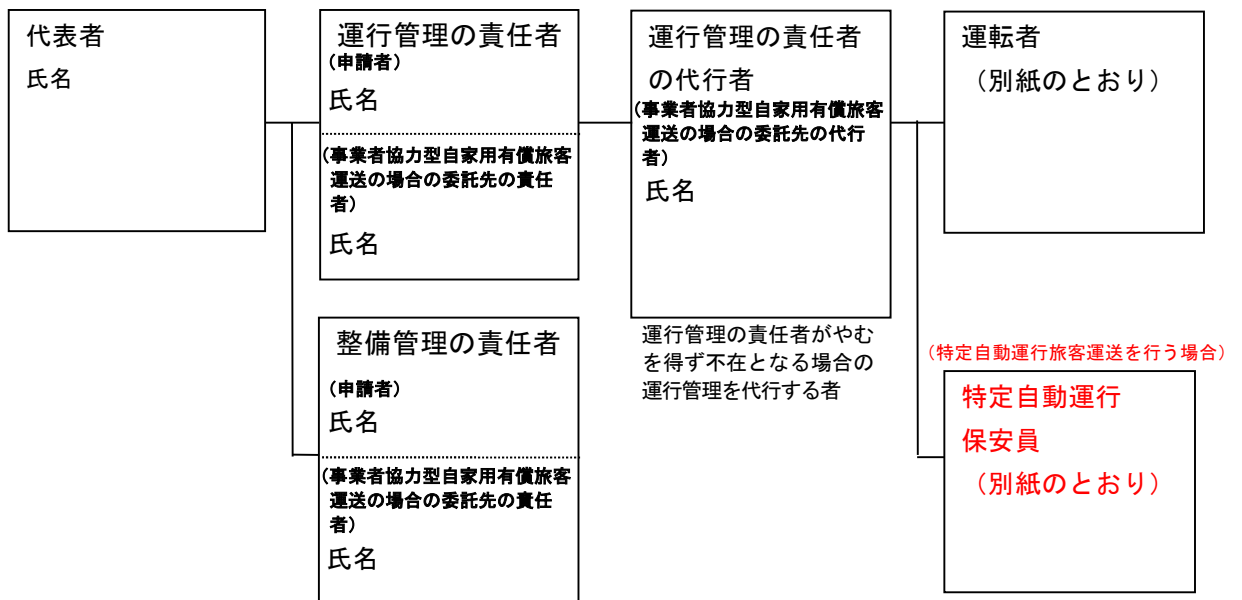 代表者
氏名
運行管理の責任者
(申請者)
氏名
(事業者協力型自家用有償旅客
運送の場合の委託先の責任
者)
氏名
整備管理の責任者
(申請者)
氏名
(事業者協力型自家用有償旅客
運送の場合の委託先の責任
者)
氏名
運行管理の責任者
の代行者
(事業者協力型自家用有償旅客
運送の場合の委託先の代行
者)
氏名
運行管理の責任者がやむ
を得ず不在となる場合の
運行管理を代行する者
運転者
（別紙のとおり）
（特定自動運行旅客運送を行う場合）
特定自動運行
保安員
（別紙のとおり）